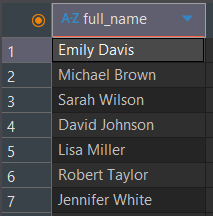 A-Z full_name
1 Emily Davis
2 Michael Brown
3 Sarah Wilson
4 David Johnson
5 Lisa Miller
6 Robert Taylor
7 Jennifer White